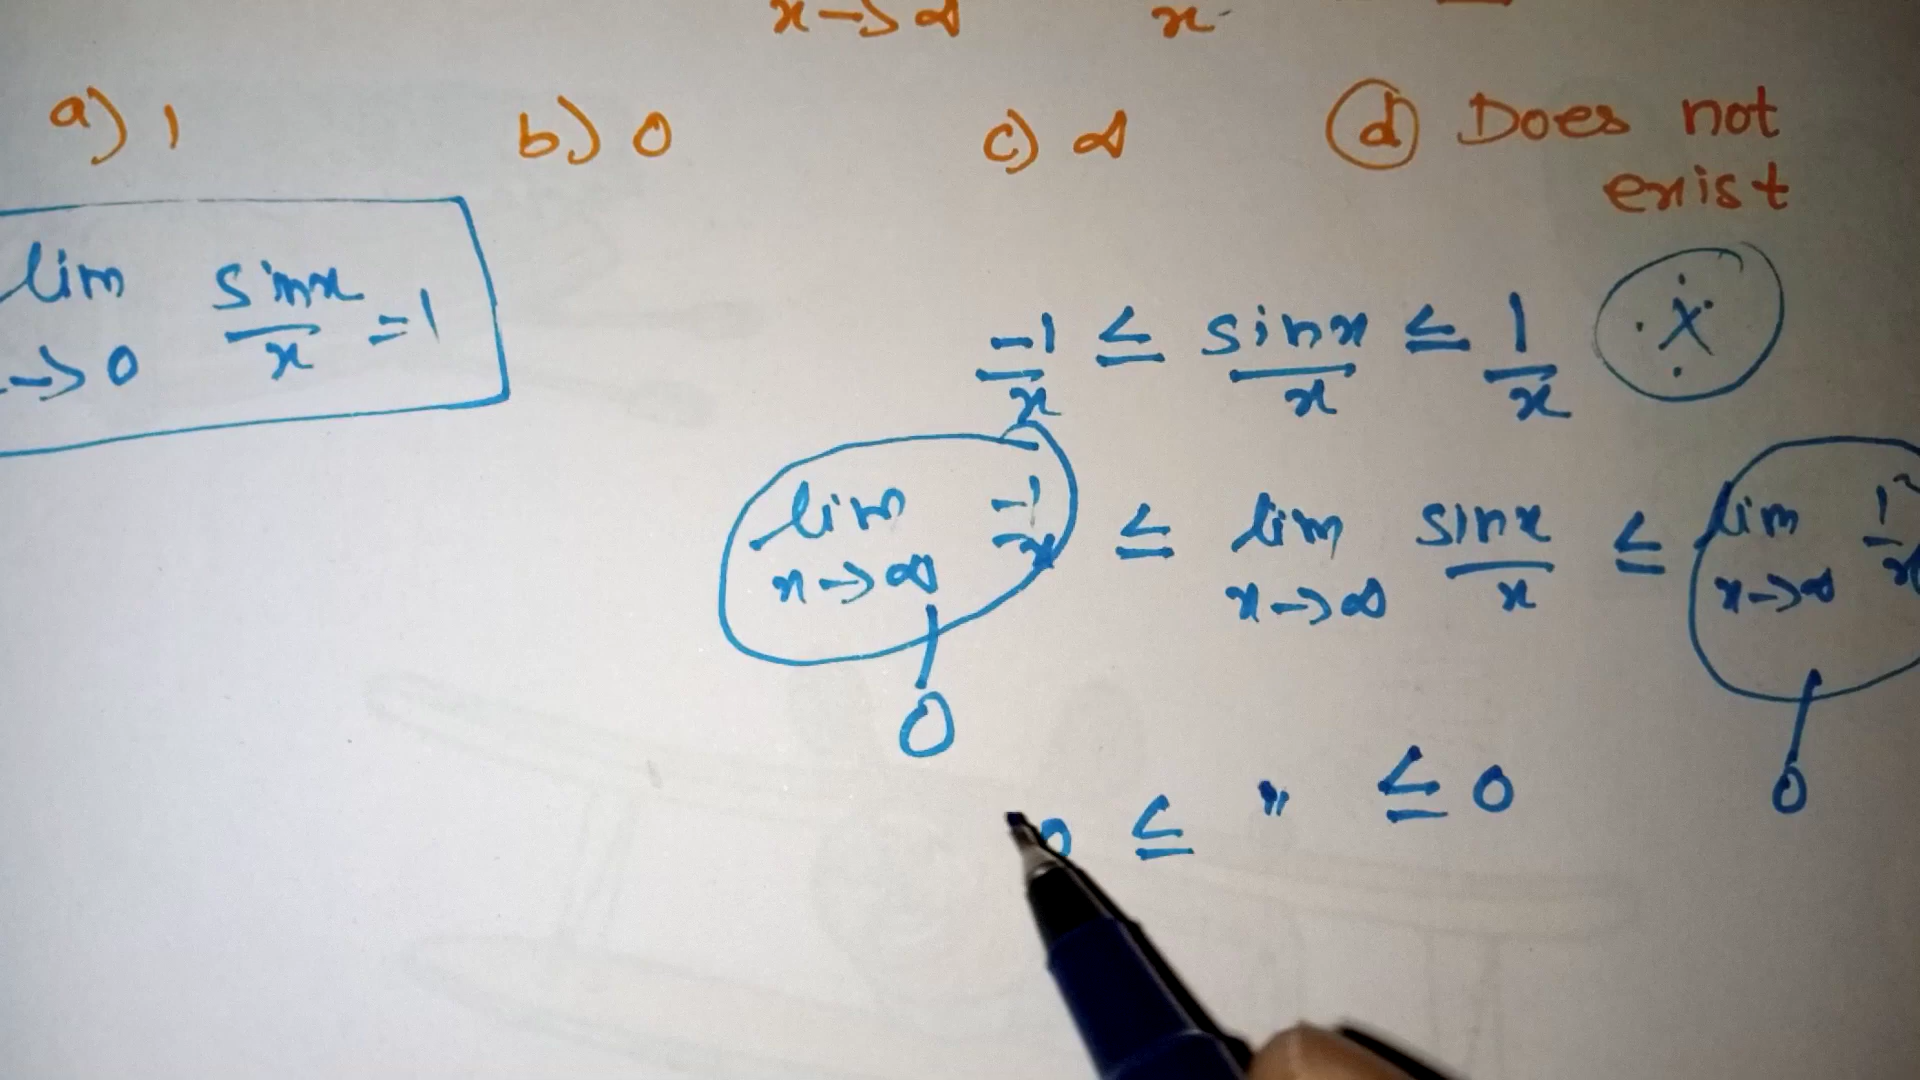 x→∞ x
a) 1 b) 0 c) ∞ d) Does not exist
lim →0 sinx/x = 1
-1/x ≤ sinx/x ≤ 1/x ÷ x
lim x→∞ -1/x ≤ lim x→∞ sinx/x ≤ lim x→∞ 1/x
0 0
0 ≤ " ≤ 0